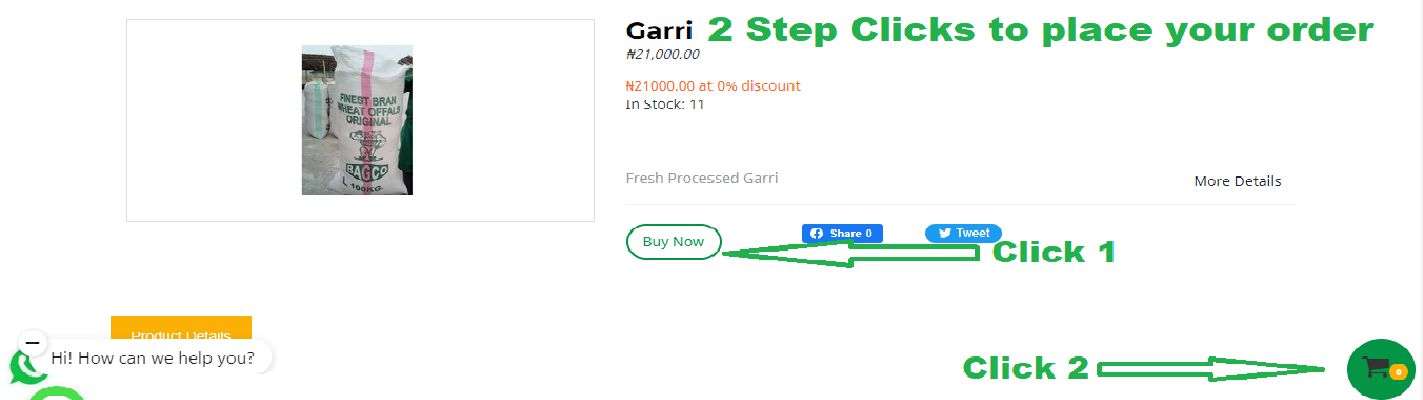 Garri 2 Step Clicks to place your order
₦21,000.00
₦21000.00 at 0% discount
In Stock: 11
FINEST BRAN
WHEAT OFFALS
ORIGINAL
BAGCO
100KG.
Fresh Processed Garri
More Details
Buy Now
Share 0
Tweet
Click 1
Product Details
Hi! How can we help you?
Click 2
0